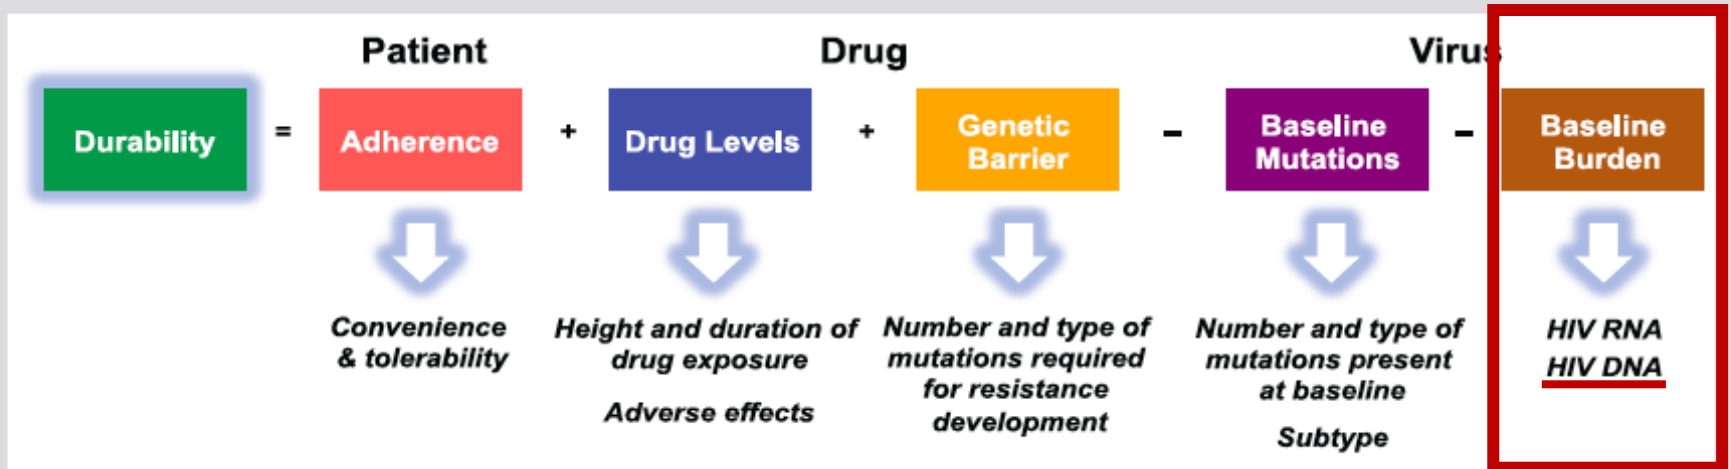 Patient
Drug
Virus
Durability
=
Adherence
+
Drug Levels
+
Genetic
Barrier
-
Baseline
Mutations
-
Baseline
Burden
Convenience
& tolerability
Height and duration of
drug exposure
Adverse effects
Number and type of
mutations required
for resistance
development
Number and type of
mutations present
at baseline
Subtype
HIV RNA
HIV DNA